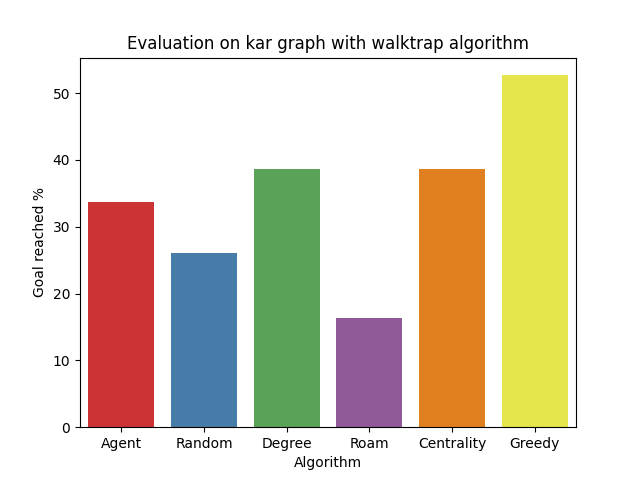 Evaluation on kar graph with walktrap algorithm
Goal reached %
50
40
30
20
10
0
Agent Random Degree Roam Centrality Greedy
Algorithm